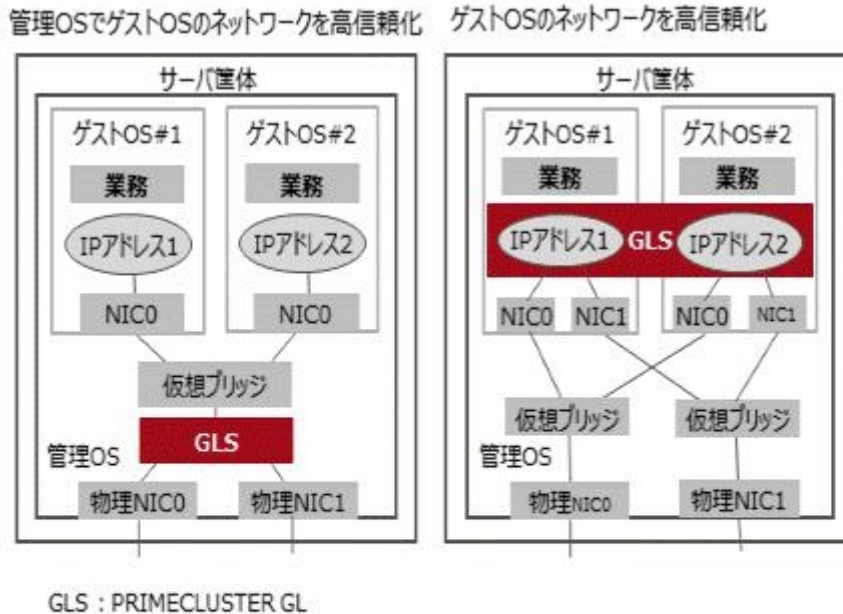 管理OSでゲストOSのネットワークを高信頼化
サーバ筐体
ゲストOS#1
ゲストOS#2
業務
業務
IPアドレス1
IPアドレス2
NIC0
NIC0
仮想ブリッジ
GLS
管理OS
物理NIC0
物理NIC1
ゲストOSのネットワークを高信頼化
サーバ筐体
ゲストOS#1
ゲストOS#2
業務
業務
IPアドレス1
GLS
IPアドレス2
NIC0
NIC1
NIC0
NIC1
仮想ブリッジ
仮想ブリッジ
管理OS
物理NIC0
物理NIC1
GLS：PRIMECLUSTER GL